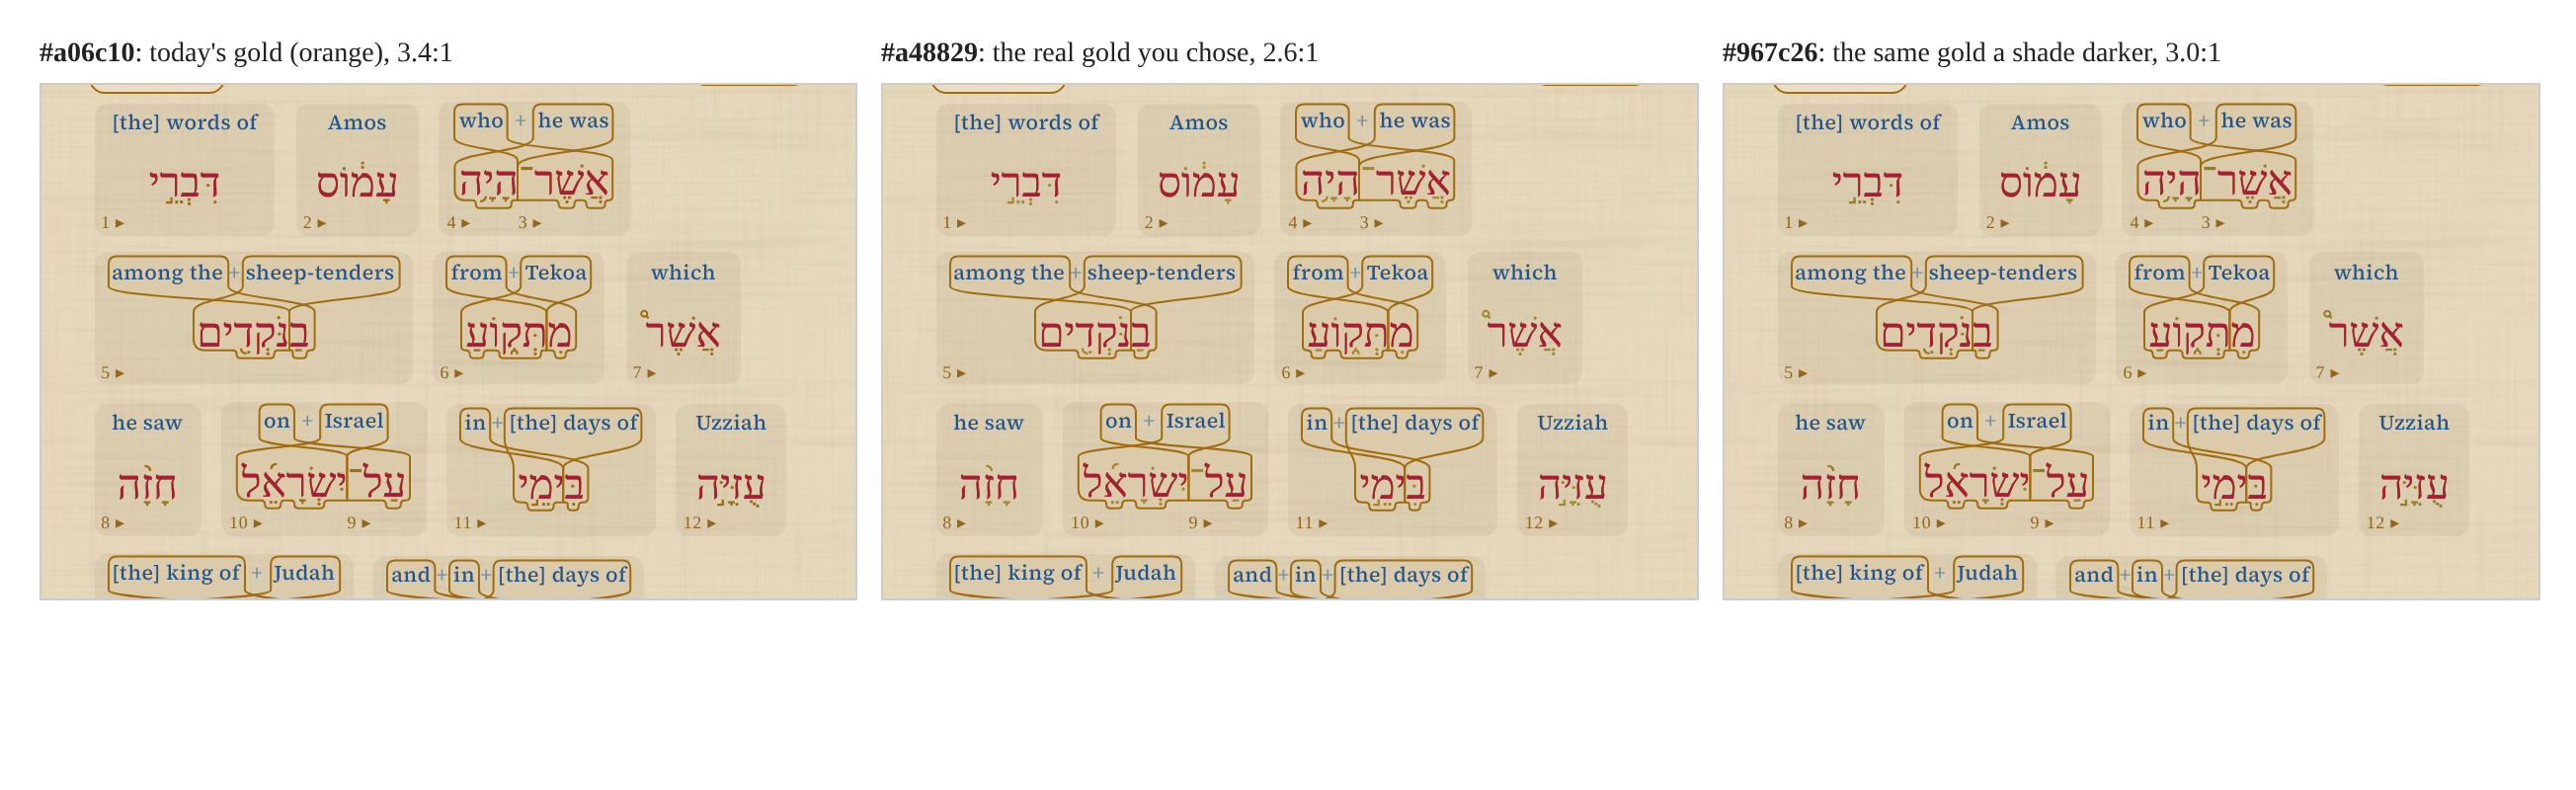 #a06c10: today's gold (orange), 3.4:1
[the] words of Amos who + he was
דִּבְרֵ֣י עָמ֔וֹס אֲשֶׁר־הָיָ֥ה
1 ► 2 ► 4 ► 3 ►
among the + sheep-tenders from + Tekoa which
בַנֹּקְדִ֖ים מִתְּק֑וֹעַ אֲשֶׁר֩
5 ► 6 ► 7 ►
he saw on + Israel in + [the] days of Uzziah
חָזָ֨ה עַל־יִשְׂרָאֵ֜ל בִּימֵ֣י עֻזִּיָּ֣ה
8 ► 10 ► 9 ► 11 ► 12 ►
[the] king of + Judah and + in + [the] days of
#a48829: the real gold you chose, 2.6:1
[the] words of Amos who + he was
דִּבְרֵ֣י עָמ֔וֹס אֲשֶׁר־הָיָ֥ה
1 ► 2 ► 4 ► 3 ►
among the + sheep-tenders from + Tekoa which
בַנֹּקְדִ֖ים מִתְּק֑וֹעַ אֲשֶׁר֩
5 ► 6 ► 7 ►
he saw on + Israel in + [the] days of Uzziah
חָזָ֨ה עַל־יִשְׂרָאֵ֜ל בִּימֵ֣י עֻזִּיָּ֣ה
8 ► 10 ► 9 ► 11 ► 12 ►
[the] king of + Judah and + in + [the] days of
#967c26: the same gold a shade darker, 3.0:1
[the] words of Amos who + he was
דִּבְרֵ֣י עָמ֔וֹס אֲשֶׁר־הָיָ֥ה
1 ► 2 ► 4 ► 3 ►
among the + sheep-tenders from + Tekoa which
בַנֹּקְדִ֖ים מִתְּק֑וֹעַ אֲשֶׁר֩
5 ► 6 ► 7 ►
he saw on + Israel in + [the] days of Uzziah
חָזָ֨ה עַל־יִשְׂרָאֵ֜ל בִּימֵ֣י עֻזִּיָּ֣ה
8 ► 10 ► 9 ► 11 ► 12 ►
[the] king of + Judah and + in + [the] days of